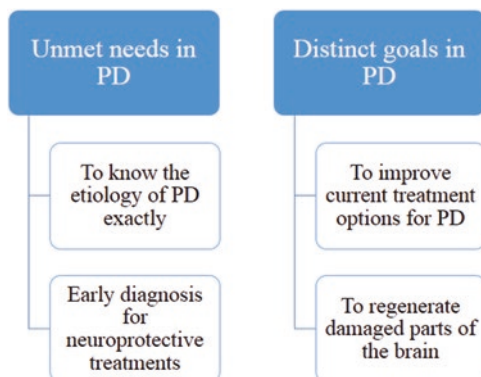 Unmet needs in
PD
To know the
etiology of PD
exactly
Early diagnosis
for
neuroprotective
treatments
Distinct goals in
PD
To improve
current treatment
options for PD
To regenerate
damaged parts of
the brain